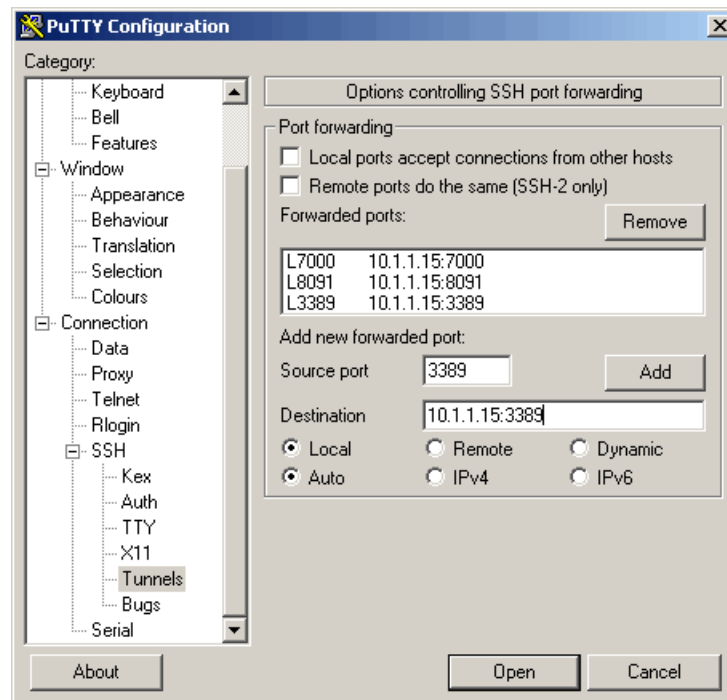 PuTTY Configuration
Category:
Keyboard
Bell
Features
Window
Appearance
Behaviour
Translation
Selection
Colours
Connection
Data
Proxy
Telnet
Rlogin
SSH
Kex
Auth
TTY
X11
Tunnels
Bugs
Serial
Options controlling SSH port forwarding
Port forwarding
Local ports accept connections from other hosts
Remote ports do the same (SSH-2 only)
Forwarded ports:
Remove
L7000 10.1.1.15:7000
L8091 10.1.1.15:8091
L3389 10.1.1.15:3389
Add new forwarded port:
Source port 3389 Add
Destination 10.1.1.15:3389
Local Remote Dynamic
Auto IPv4 IPv6
About Open Cancel